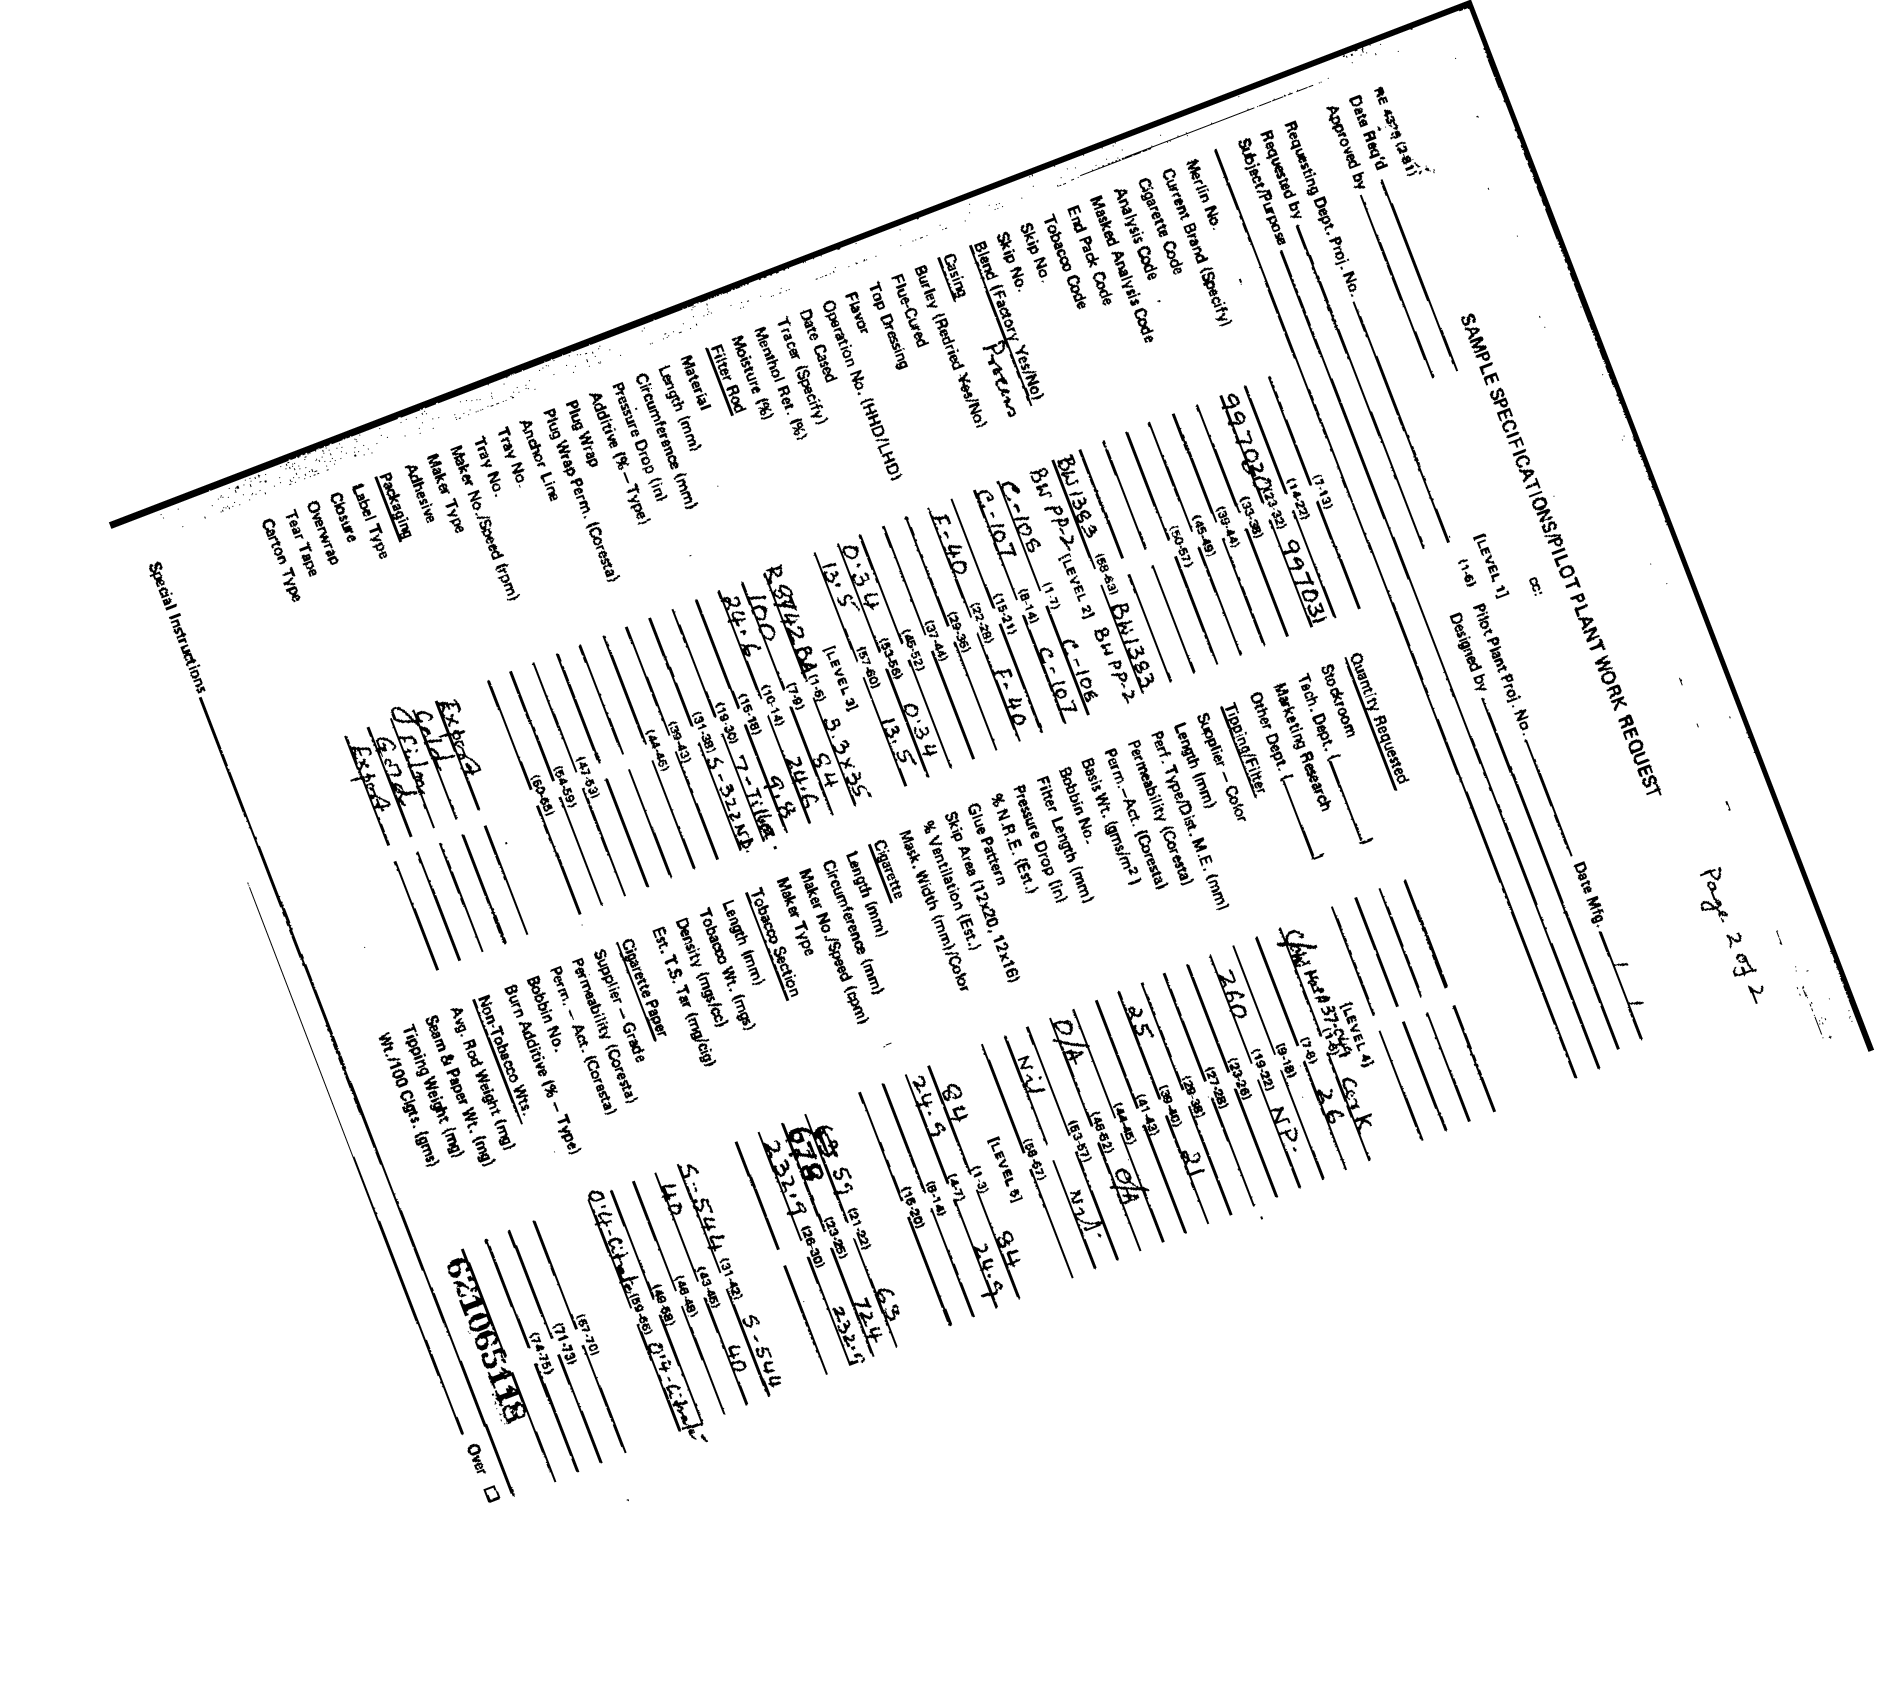 Page 2 of 2
SAMPLE SPECIFICATIONS/PILOT PLANT WORK REQUEST
RE 4379 (2-81)
cc:
Date Req'd
[LEVEL 1]
Approved by
(1-6) Pilot Plant Proj. No. Date Mfg. / /
Requesting Dept. Proj. No. Designed by
Requested by
Subject/Purpose
Merlin No. (7-13)
Current Brand (Specify) (14-22)
Cigarette Code 997030 (23-32) 997031
Analysis Code (33-38)
Masked Analysis Code (39-44)
End Pack Code (45-49)
Tobacco Code (50-57)
Skip No.
Skip No.
Blend (Factory Yes/No) BW1383 (58-63) BW1383
Process BW PP-2 [LEVEL 2] BW PP-2
Casing
Burley (Redried Yes/No) C-106 (1-7) C-106
Flue-Cured C-107 (8-14) C-107
Top Dressing (15-21)
Flavor F-40 (22-28) F-40
Operation No. (HHD/LHD) (29-36)
Date Cased (37-44)
Tracer (Specify) (45-52)
Menthol Ret. (%) 0.34 (53-56) 0.34
Moisture (%) 13.5 (57-60) 13.5
Filter Rod [LEVEL 3]
Material (1-6) 3.3x35
Length (mm) 100 (7-9) 84
Circumference (mm) 24.6 (10-14) 24.6
Pressure Drop (in) (15-18) 9.8
Additive (% – Type) (19-30)
Plug Wrap (31-38) S-322 ND.
Plug Wrap Perm. (Coresta) (39-43)
Anchor Line (44-46)
Tray No.
Tray No.
Maker No./Speed (rpm) (47-53)
Maker Type (54-59)
Adhesive (60-65)
Packaging
Label Type Export
Closure Gold
Overwrap film
Tear Tape Gold
Carton Type Export
Quantity Requested
Stockroom
Tech. Dept. ( )
Marketing Research
Other Dept. ( )
Tipping/Filter [LEVEL 4]
Supplier – Color (1-6) Cork
Length (mm) (7-8) 26
Perf. Type/Dist. M.E. (mm) (9-18)
Permeability (Coresta) 260 (19-22) NP.
Perm. – Act. (Coresta) (23-26)
Basis Wt. (gms/m²) (27-28)
Bobbin No. (29-38)
Filter Length (mm) 25 (39-40) 21
Pressure Drop (in) (41-43)
% N.R.E. (Est.) (44-45)
Glue Pattern O/A (46-52) O/A
Skip Area (12x20, 12x16) (53-57)
% Ventilation (Est.) Nil Nil
Mask. Width (mm)/Color (58-67)
Cigarette [LEVEL 5]
Length (mm) 84 (1-3) 84
Circumference (mm) 24.9 (4-7) 24.9
Maker No./Speed (cpm) (8-14)
Maker Type (15-20)
Tobacco Section
Length (mm) 59 (21-22) 63
Tobacco Wt. (mgs) 678 (23-25) 724
Density (mgs/cc) 232.9 (26-30) 232.9
Est. T.S. Tar (mg/cig)
Cigarette Paper
Supplier – Grade S-544 (31-42) S-544
Permeability (Coresta) 40 (43-45) 40
Perm. – Act. (Coresta) (46-48)
Bobbin No. (49-58)
Burn Additive (% – Type) (59-66)
Non-Tobacco Wts.
Avg. Rod Weight (mg) (67-70)
Seam & Paper Wt. (mg) (71-73)
Tipping Weight (mg) (74-75)
Wt./100 Cigts. (gms)
621065118
Special Instructions
Over □